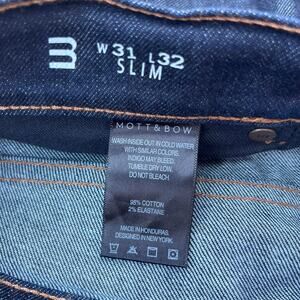 W31 L32
SLIM
MOTT&BOW
WASH INSIDE OUT IN COLD WATER
WITH SIMILAR COLORS.
INDIGO MAY BLEED.
TUMBLE DRY LOW.
DO NOT BLEACH
98% COTTON
2% ELASTANE
MADE IN HONDURAS
DESIGNED IN NEW YORK